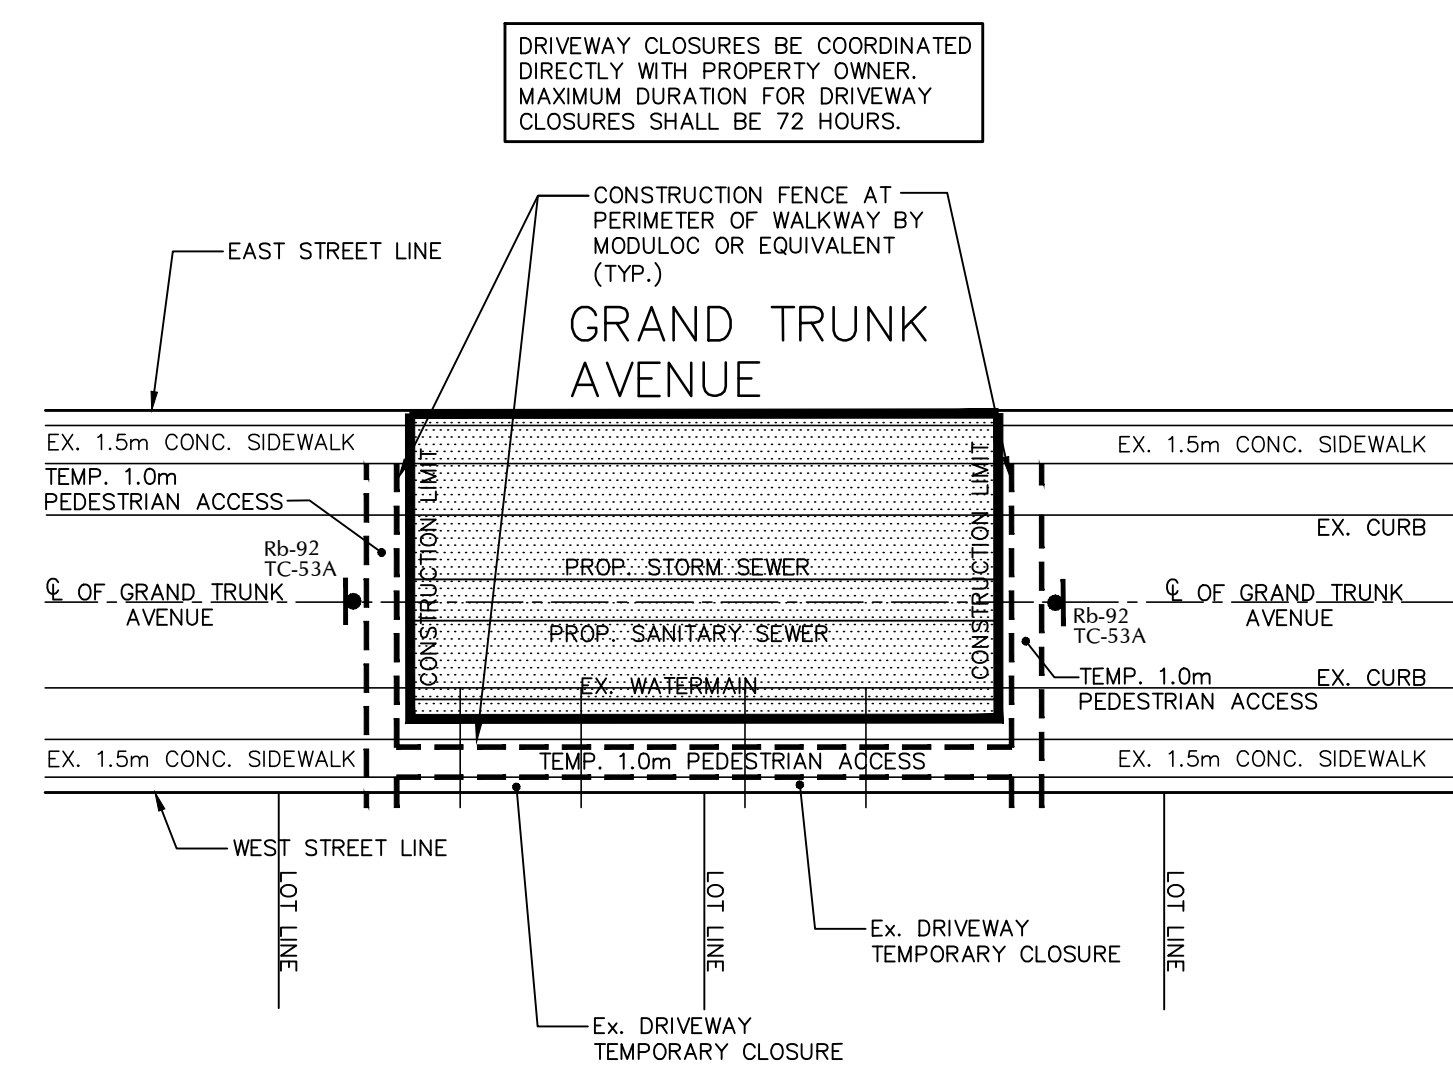 DRIVEWAY CLOSURES BE COORDINATED
DIRECTLY WITH PROPERTY OWNER.
MAXIMUM DURATION FOR DRIVEWAY
CLOSURES SHALL BE 72 HOURS.
CONSTRUCTION FENCE AT
PERIMETER OF WALKWAY BY
MODULOC OR EQUIVALENT
(TYP.)
EAST STREET LINE
GRAND TRUNK
AVENUE
EX. 1.5m CONC. SIDEWALK
EX. 1.5m CONC. SIDEWALK
TEMP. 1.0m
PEDESTRIAN ACCESS
CONSTRUCTION LIMIT
CONSTRUCTION LIMIT
EX. CURB
Rb-92
TC-53A
PROP. STORM SEWER
℄ OF GRAND TRUNK
AVENUE
℄ OF GRAND TRUNK
AVENUE
Rb-92
TC-53A
PROP. SANITARY SEWER
EX. WATERMAIN
TEMP. 1.0m
PEDESTRIAN ACCESS
EX. CURB
EX. 1.5m CONC. SIDEWALK
TEMP. 1.0m PEDESTRIAN ACCESS
EX. 1.5m CONC. SIDEWALK
WEST STREET LINE
LOT LINE
LOT LINE
LOT LINE
Ex. DRIVEWAY
TEMPORARY CLOSURE
Ex. DRIVEWAY
TEMPORARY CLOSURE